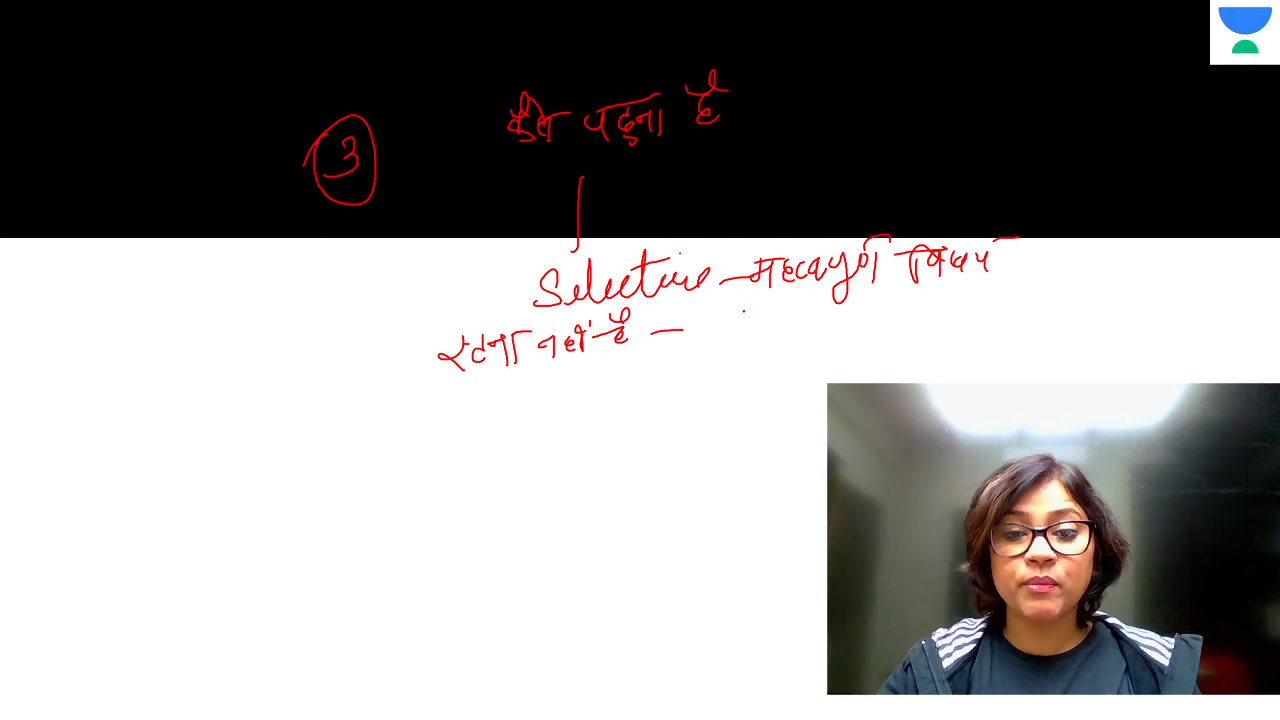 3
कैसे पढ़ना है
Selective - महत्वपूर्ण विषय
रटना नहीं है -